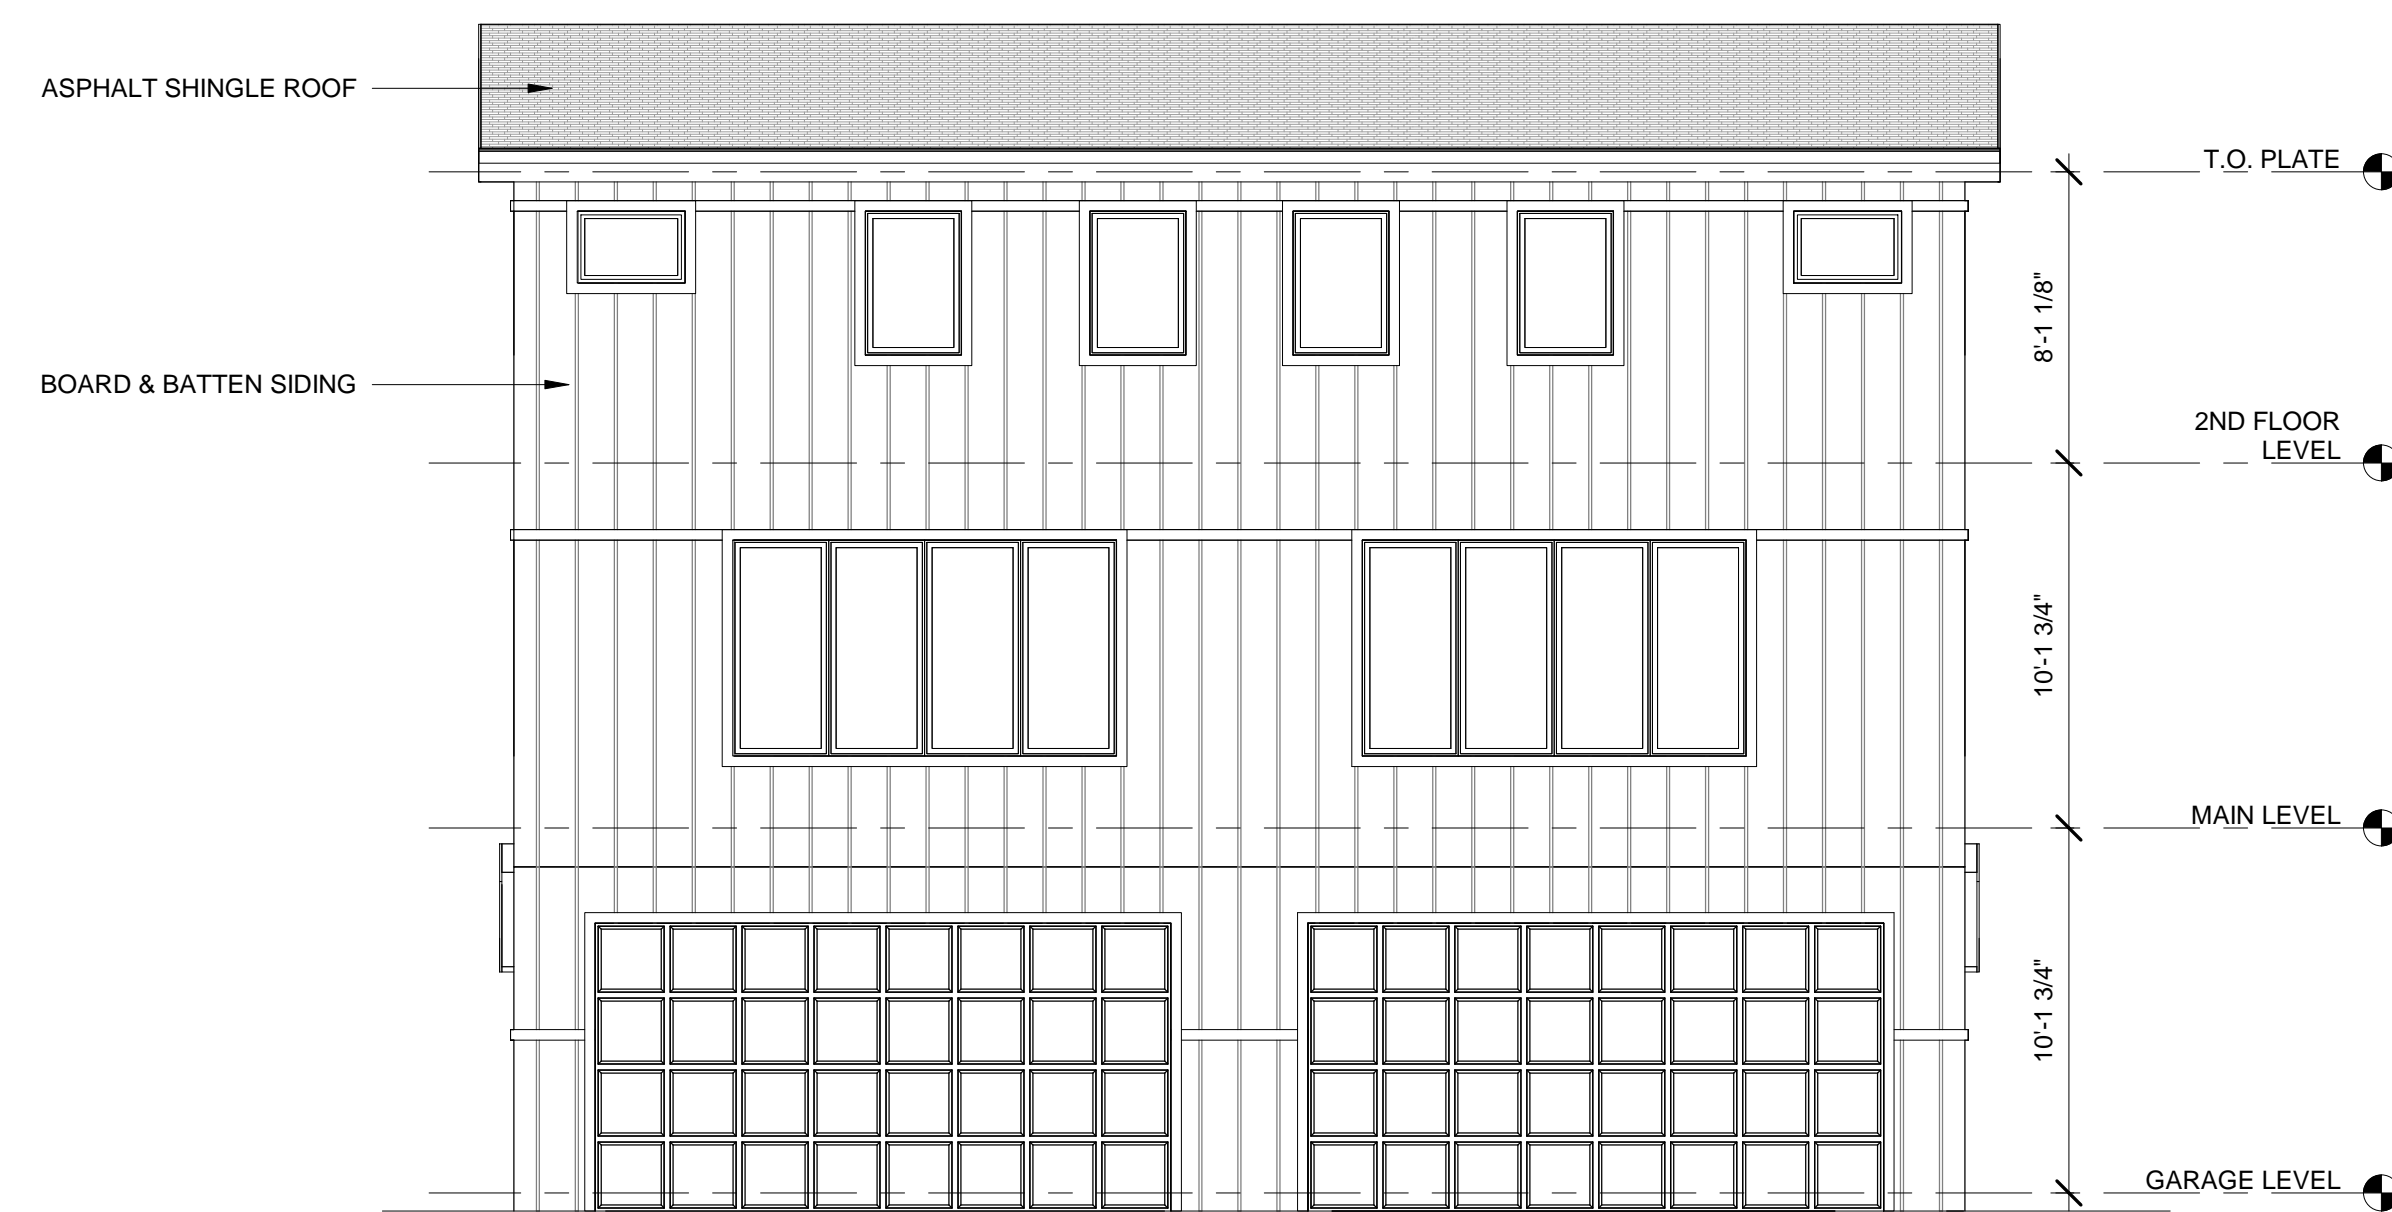 ASPHALT SHINGLE ROOF
T.O. PLATE
8'-1 1/8"
BOARD & BATTEN SIDING
2ND FLOOR
LEVEL
10'-1 3/4"
MAIN LEVEL
10'-1 3/4"
GARAGE LEVEL